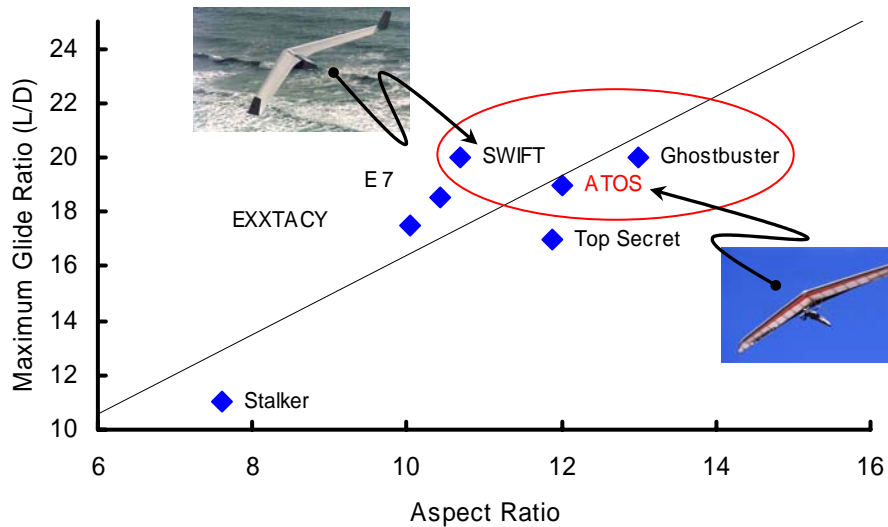 24
22
20
18
16
14
12
10
Maximum Glide Ratio (L/D)
SWIFT
Ghostbuster
E 7
ATOS
EXXTACY
Top Secret
Stalker
6 8 10 12 14 16
Aspect Ratio